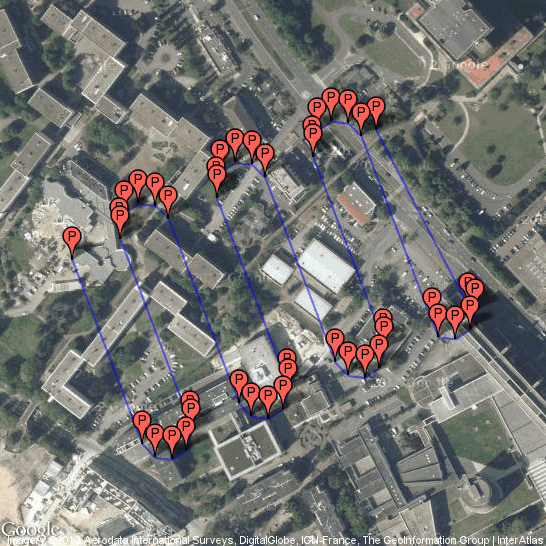 Google
Imagery ©2013 Aerodata International Surveys, DigitalGlobe, IGN-France, The GeoInformation Group | InterAtlas